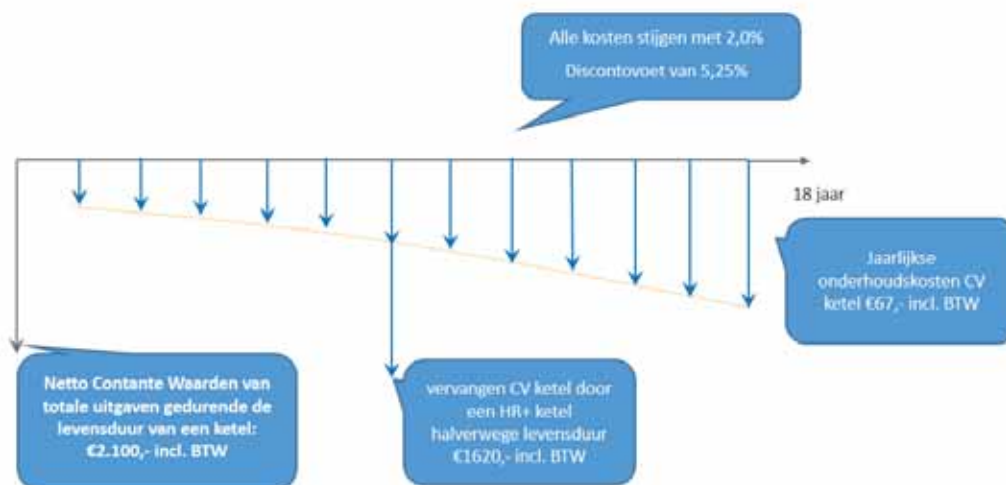 Alle kosten stijgen met 2,0%
Discontovoet van 5,25%
18 jaar
Jaarlijkse
onderhoudskosten CV
ketel €67,- incl. BTW
Netto Contante Waarden van
totale uitgaven gedurende de
levensduur van een ketel:
€2.100,- incl. BTW
vervangen CV ketel door
een HR+ ketel
halverwege levensduur
€1620,- incl. BTW